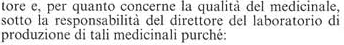 tore e, per quanto concerne la qualità del medicinale,
sotto la responsabilità del direttore del laboratorio di
produzione di tali medicinali purché: